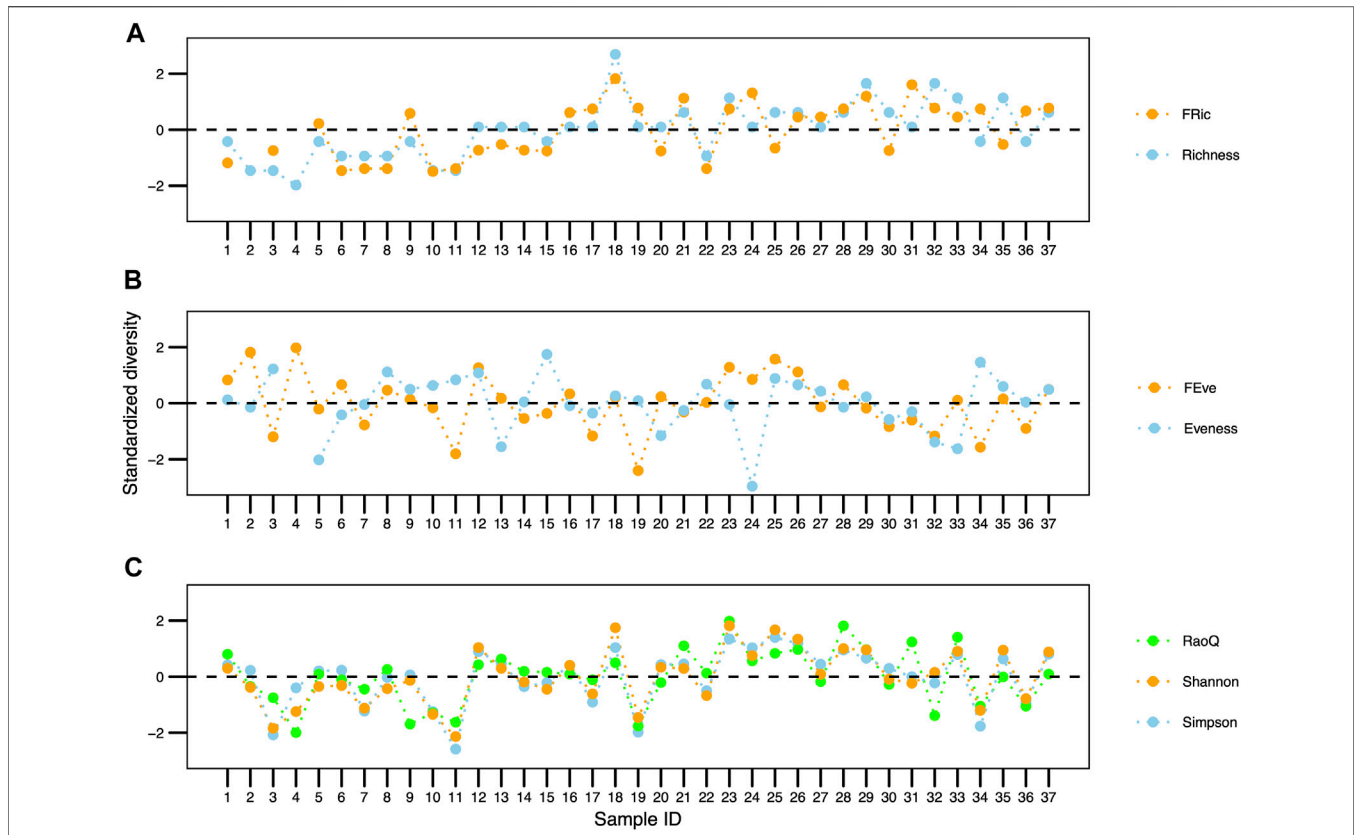 A
2
0
−2
1 2 3 4 5 6 7 8 9 10 11 12 13 14 15 16 17 18 19 20 21 22 23 24 25 26 27 28 29 30 31 32 33 34 35 36 37
FRic
Richness
B
Standardized diversity
2
0
−2
1 2 3 4 5 6 7 8 9 10 11 12 13 14 15 16 17 18 19 20 21 22 23 24 25 26 27 28 29 30 31 32 33 34 35 36 37
FEve
Eveness
C
2
0
−2
1 2 3 4 5 6 7 8 9 10 11 12 13 14 15 16 17 18 19 20 21 22 23 24 25 26 27 28 29 30 31 32 33 34 35 36 37
Sample ID
RaoQ
Shannon
Simpson